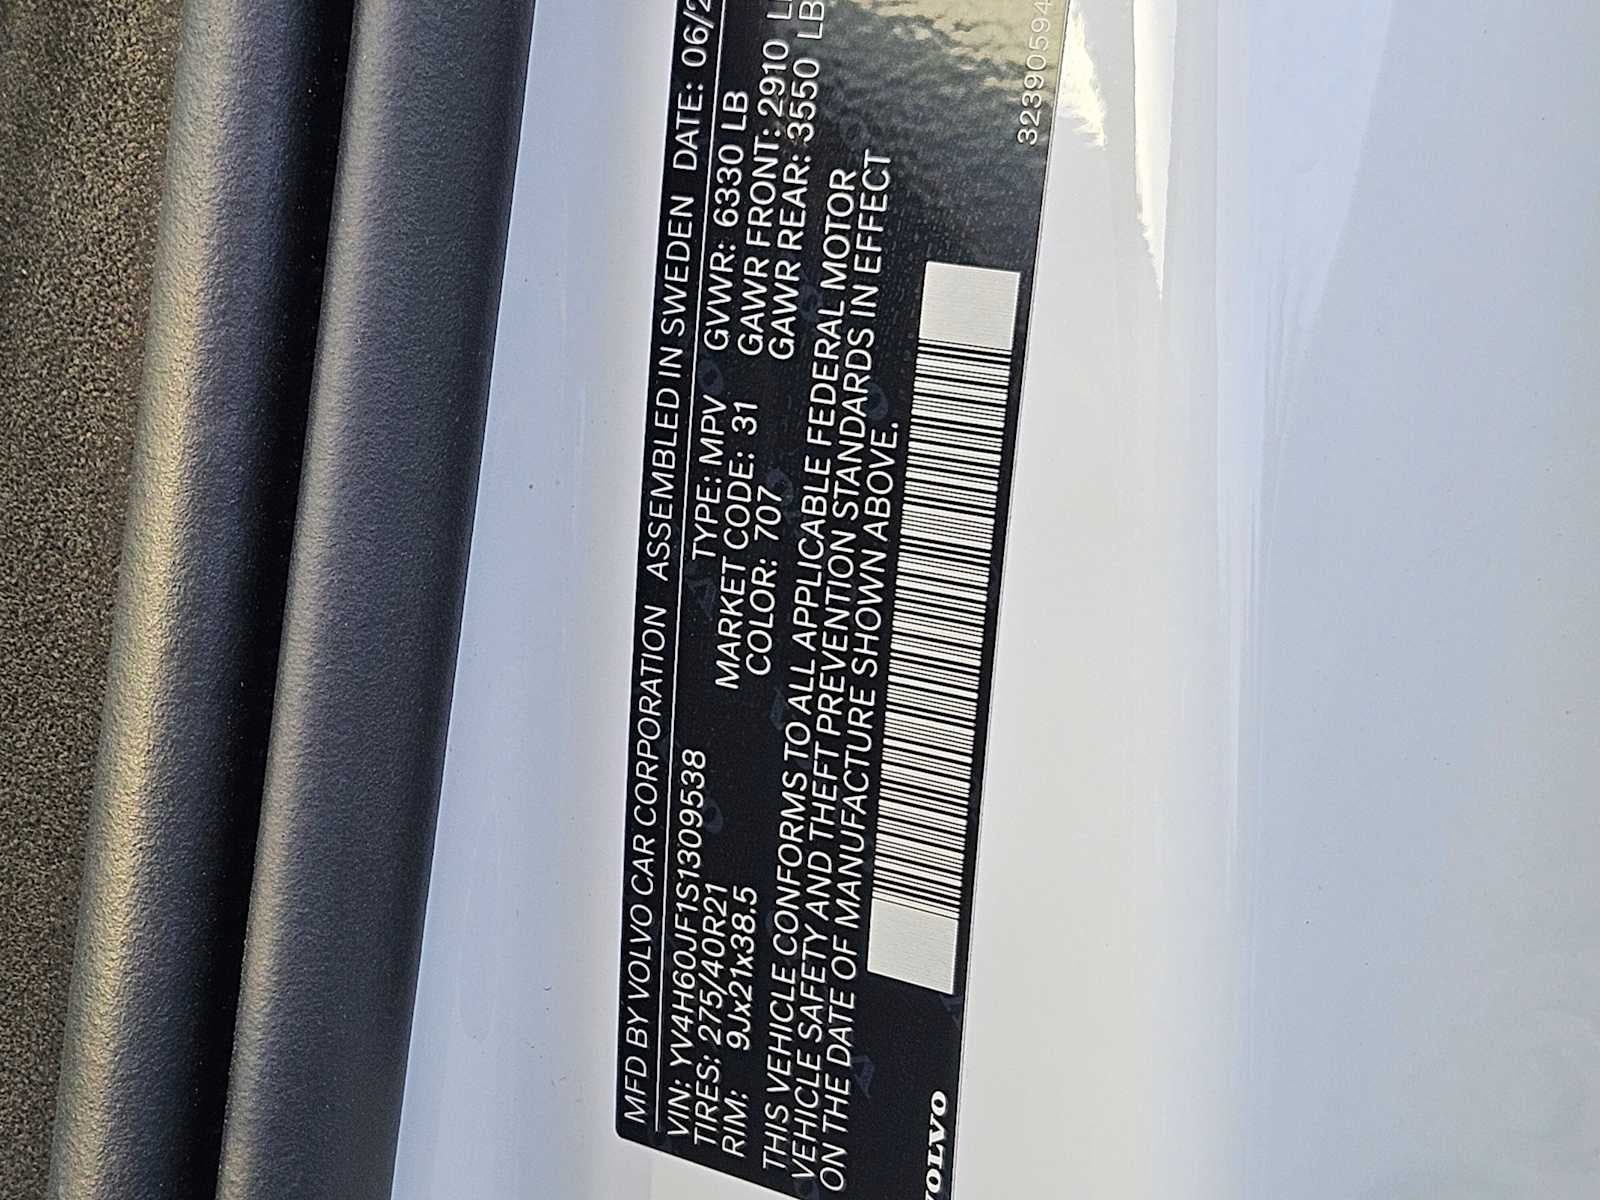 MFD BY VOLVO CAR CORPORATION ASSEMBLED IN SWEDEN DATE: 06/2
VIN: YV4H60JF1S1309538 TYPE: MPV GVWR: 6330 LB
TIRES: 275/40R21 MARKET CODE: 31 GAWR FRONT: 2910 L
RIM: 9Jx21x38.5 COLOR: 707 GAWR REAR: 3550 LB
THIS VEHICLE CONFORMS TO ALL APPLICABLE FEDERAL MOTOR
VEHICLE SAFETY AND THEFT PREVENTION STANDARDS IN EFFECT
ON THE DATE OF MANUFACTURE SHOWN ABOVE.
VOLVO 32390594